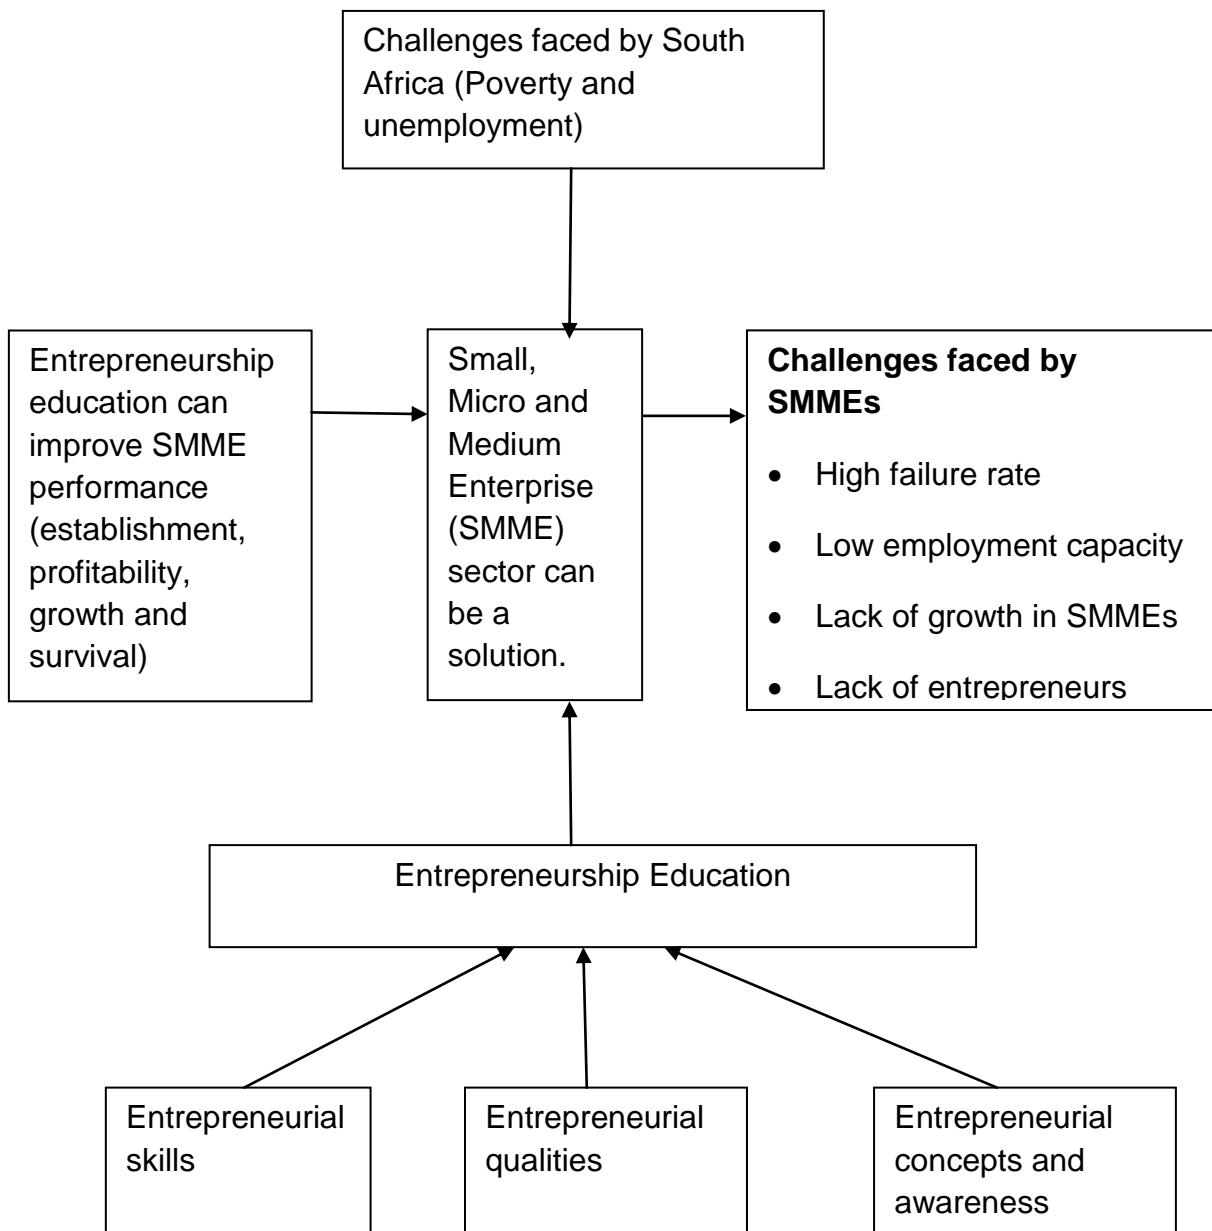 Challenges faced by South
Africa (Poverty and
unemployment)
Entrepreneurship
education can
improve SMME
performance
(establishment,
profitability,
growth and
survival)
Small,
Micro and
Medium
Enterprise
(SMME)
sector can
be a
solution.
Challenges faced by
SMMEs
• High failure rate
• Low employment capacity
• Lack of growth in SMMEs
• Lack of entrepreneurs
Entrepreneurship Education
Entrepreneurial
skills
Entrepreneurial
qualities
Entrepreneurial
concepts and
awareness